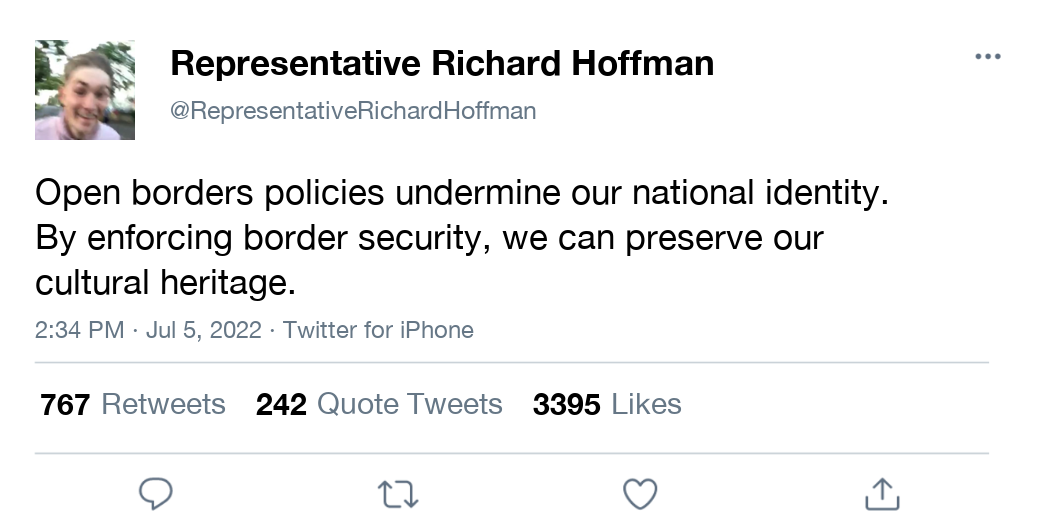 Representative Richard Hoffman
@RepresentativeRichardHoffman
Open borders policies undermine our national identity.
By enforcing border security, we can preserve our
cultural heritage.
2:34 PM · Jul 5, 2022 · Twitter for iPhone
767 Retweets 242 Quote Tweets 3395 Likes